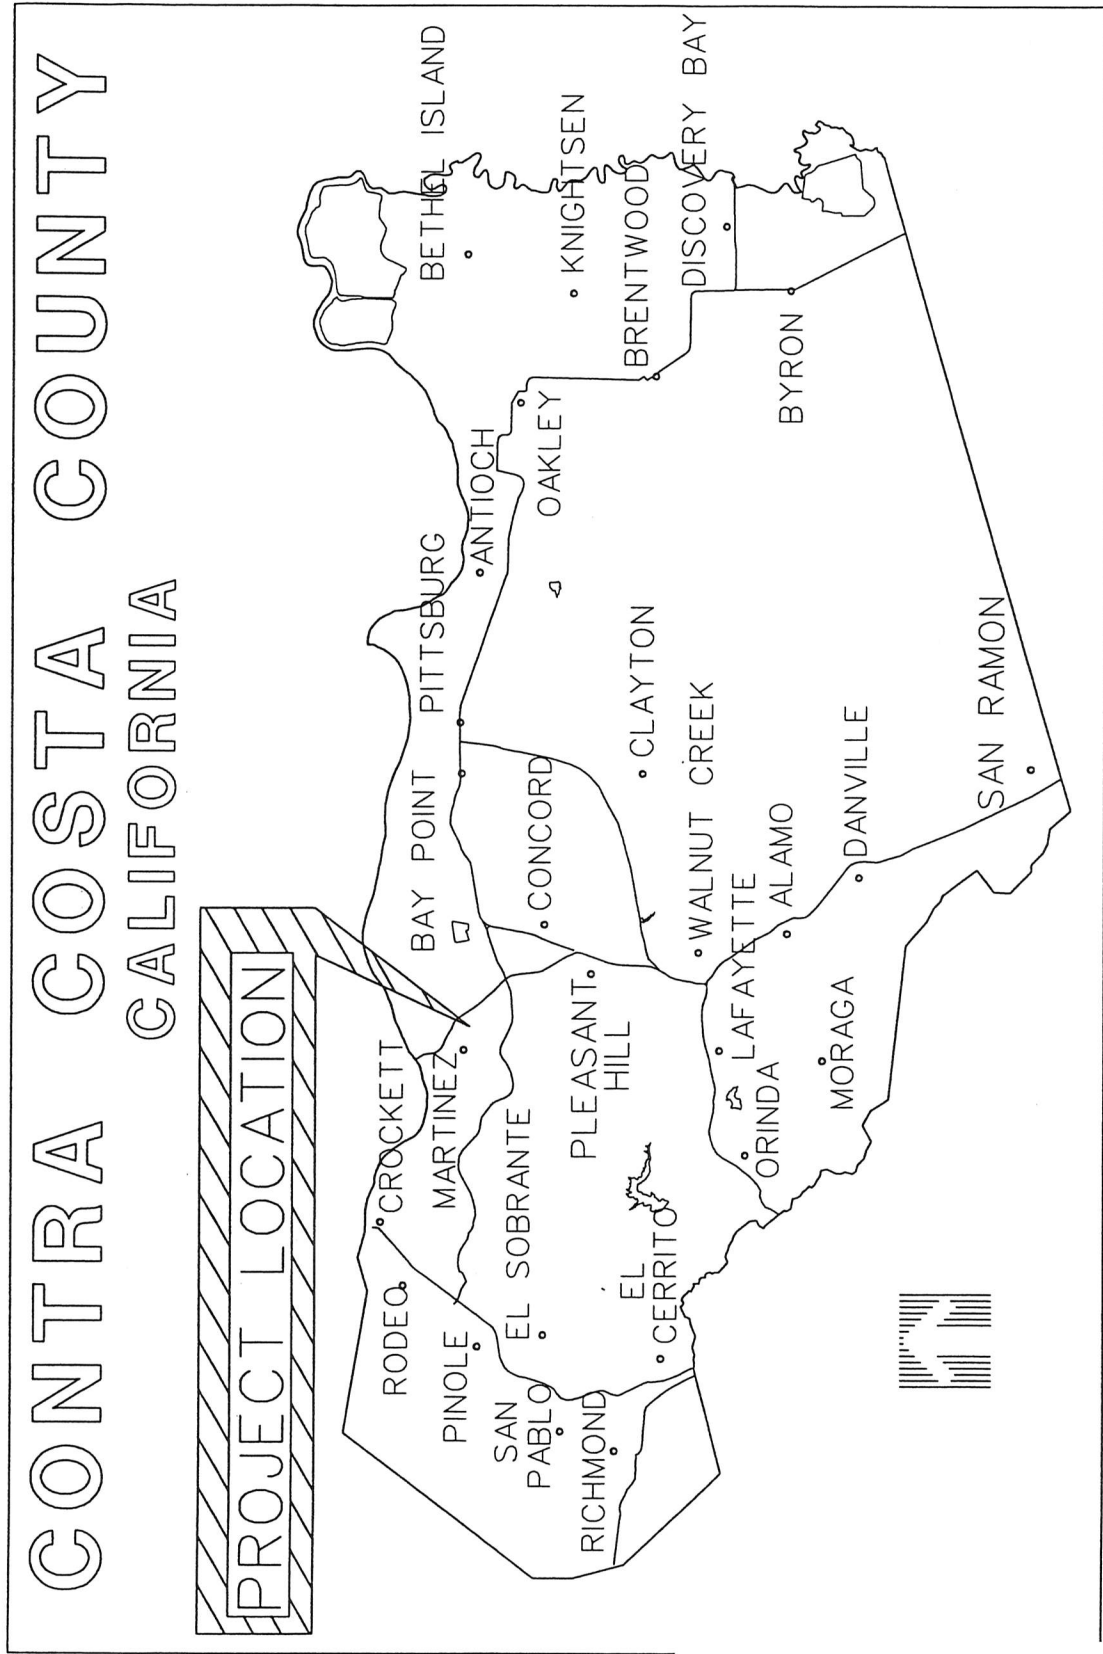 CONTRA COSTA COUNTY
CALIFORNIA
PROJECT LOCATION
BETHEL ISLAND
KNIGHTSEN
BRENTWOOD
DISCOVERY BAY
BYRON
OAKLEY
ANTIOCH
PITTSBURG
BAY POINT
CONCORD
CLAYTON
WALNUT CREEK
SAN RAMON
DANVILLE
ALAMO
LAFAYETTE
MORAGA
ORINDA
PLEASANT
HILL
MARTINEZ
CROCKETT
RODEO
PINOLE
EL SOBRANTE
SAN
PABLO
RICHMOND
EL
CERRITO